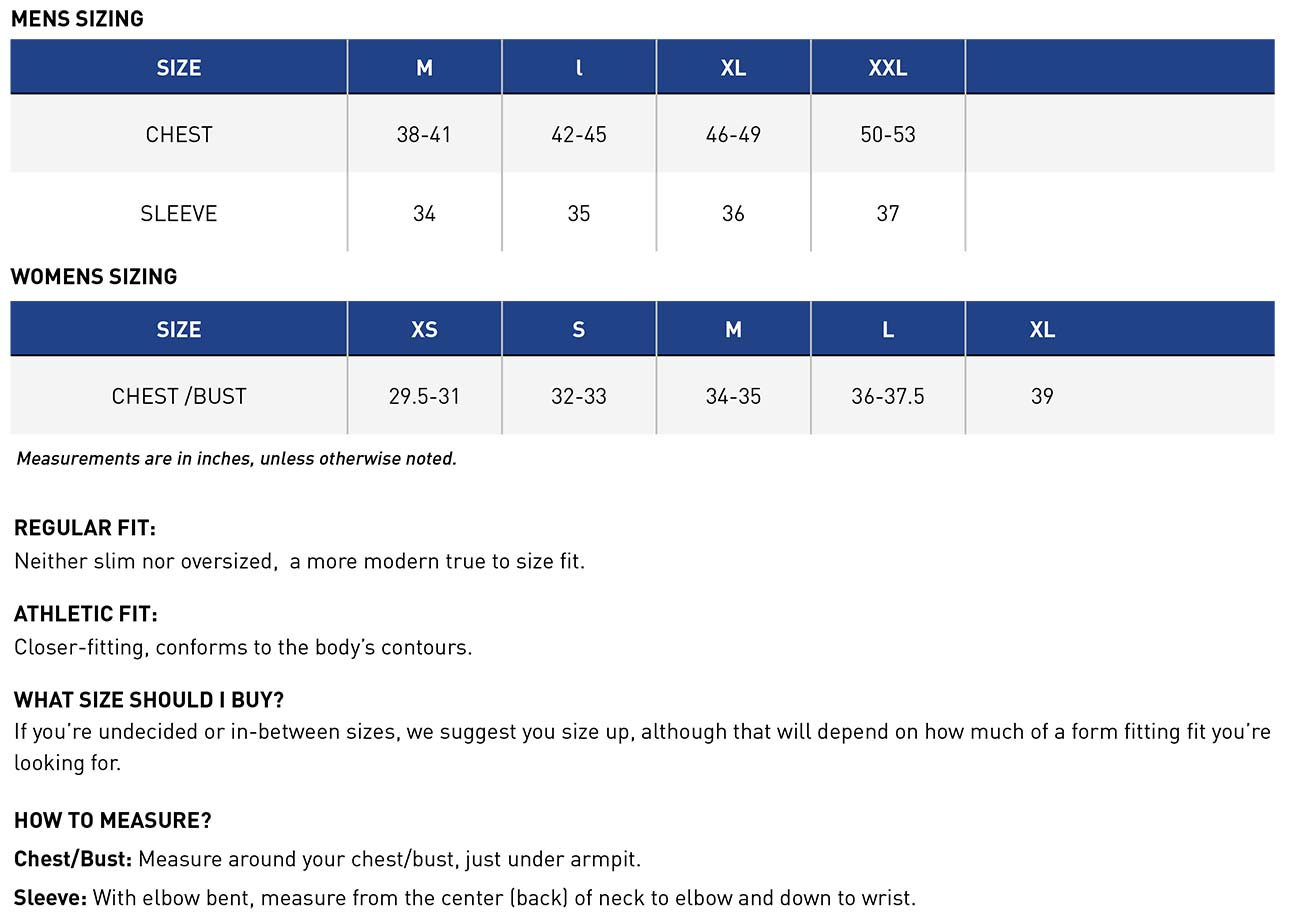 MENS SIZING
SIZE M l XL XXL
CHEST 38-41 42-45 46-49 50-53
SLEEVE 34 35 36 37
WOMENS SIZING
SIZE XS S M L XL
CHEST /BUST 29.5-31 32-33 34-35 36-37.5 39
Measurements are in inches, unless otherwise noted.
REGULAR FIT:
Neither slim nor oversized,  a more modern true to size fit.
ATHLETIC FIT:
Closer-fitting, conforms to the body’s contours.
WHAT SIZE SHOULD I BUY?
If you’re undecided or in-between sizes, we suggest you size up, although that will depend on how much of a form fitting fit you’re
looking for.
HOW TO MEASURE?
Chest/Bust: Measure around your chest/bust, just under armpit.
Sleeve: With elbow bent, measure from the center (back) of neck to elbow and down to wrist.